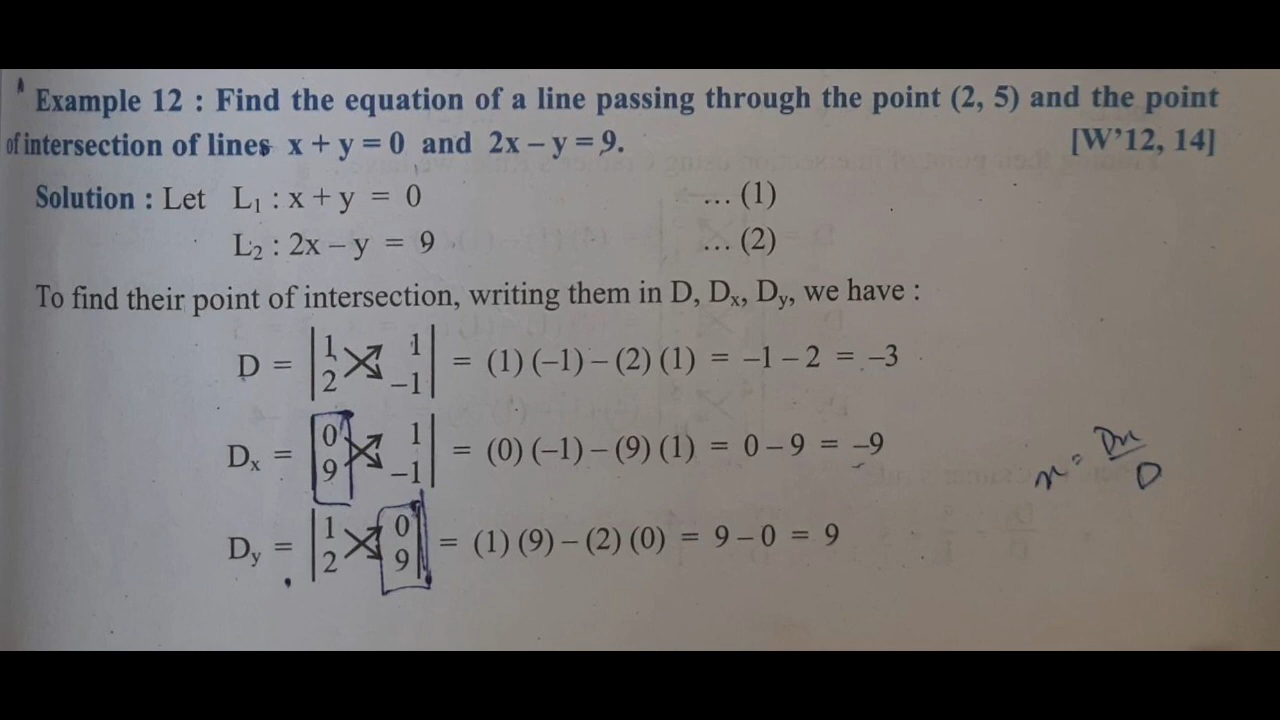 Example 12 : Find the equation of a line passing through the point (2, 5) and the point
of intersection of lines x + y = 0 and 2x – y = 9. [W’12, 14]
Solution : Let L₁ : x + y = 0 ... (1)
L₂ : 2x – y = 9 ... (2)
To find their point of intersection, writing them in D, Dₓ, Dᵧ, we have :
D = | 1 1 |
| 2 –1 | = (1) (–1) – (2) (1) = –1 – 2 = –3
Dₓ = | 0 1 |
| 9 –1 | = (0) (–1) – (9) (1) = 0 – 9 = –9
x = Dx/D
Dᵧ = | 1 0 |
| 2 9 | = (1) (9) – (2) (0) = 9 – 0 = 9